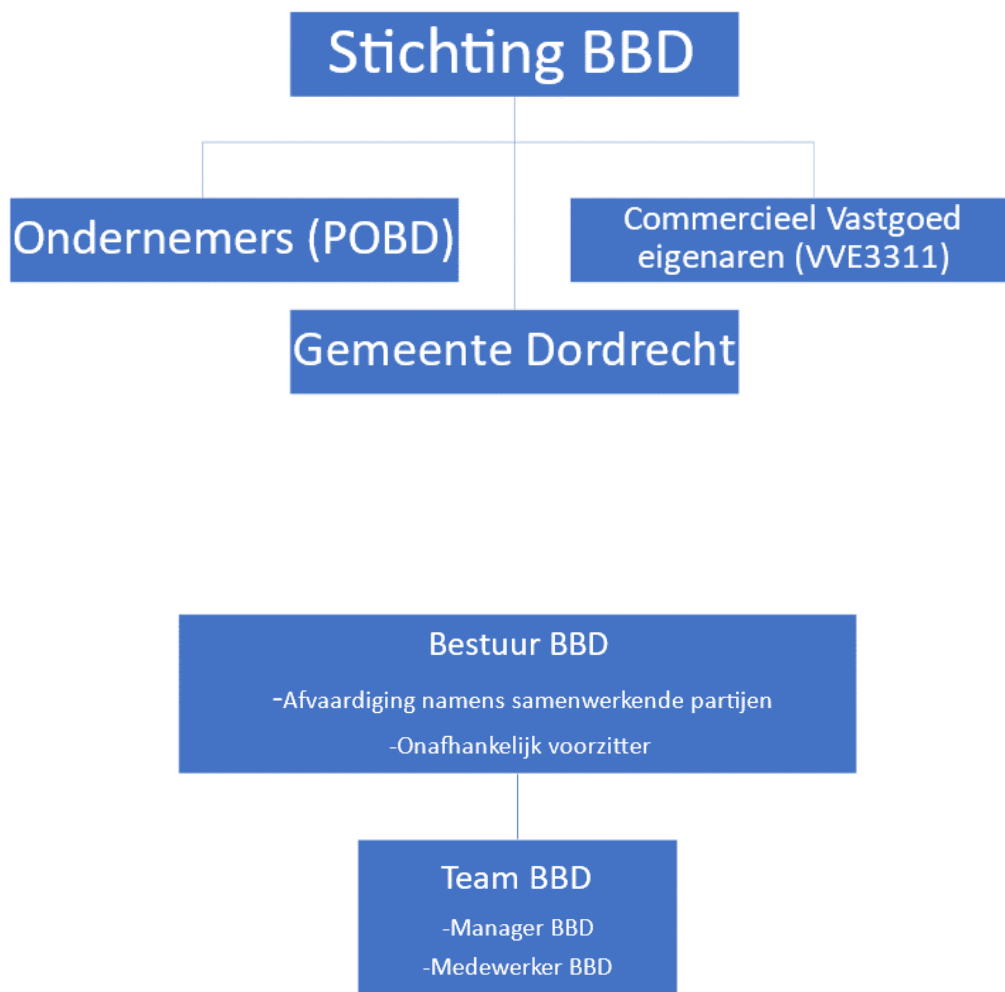 Stichting BBD
Ondernemers (POBD)
Commercieel Vastgoed
eigenaren (VVE3311)
Gemeente Dordrecht
Bestuur BBD
-Afvaardiging namens samenwerkende partijen
-Onafhankelijk voorzitter
Team BBD
-Manager BBD
-Medewerker BBD